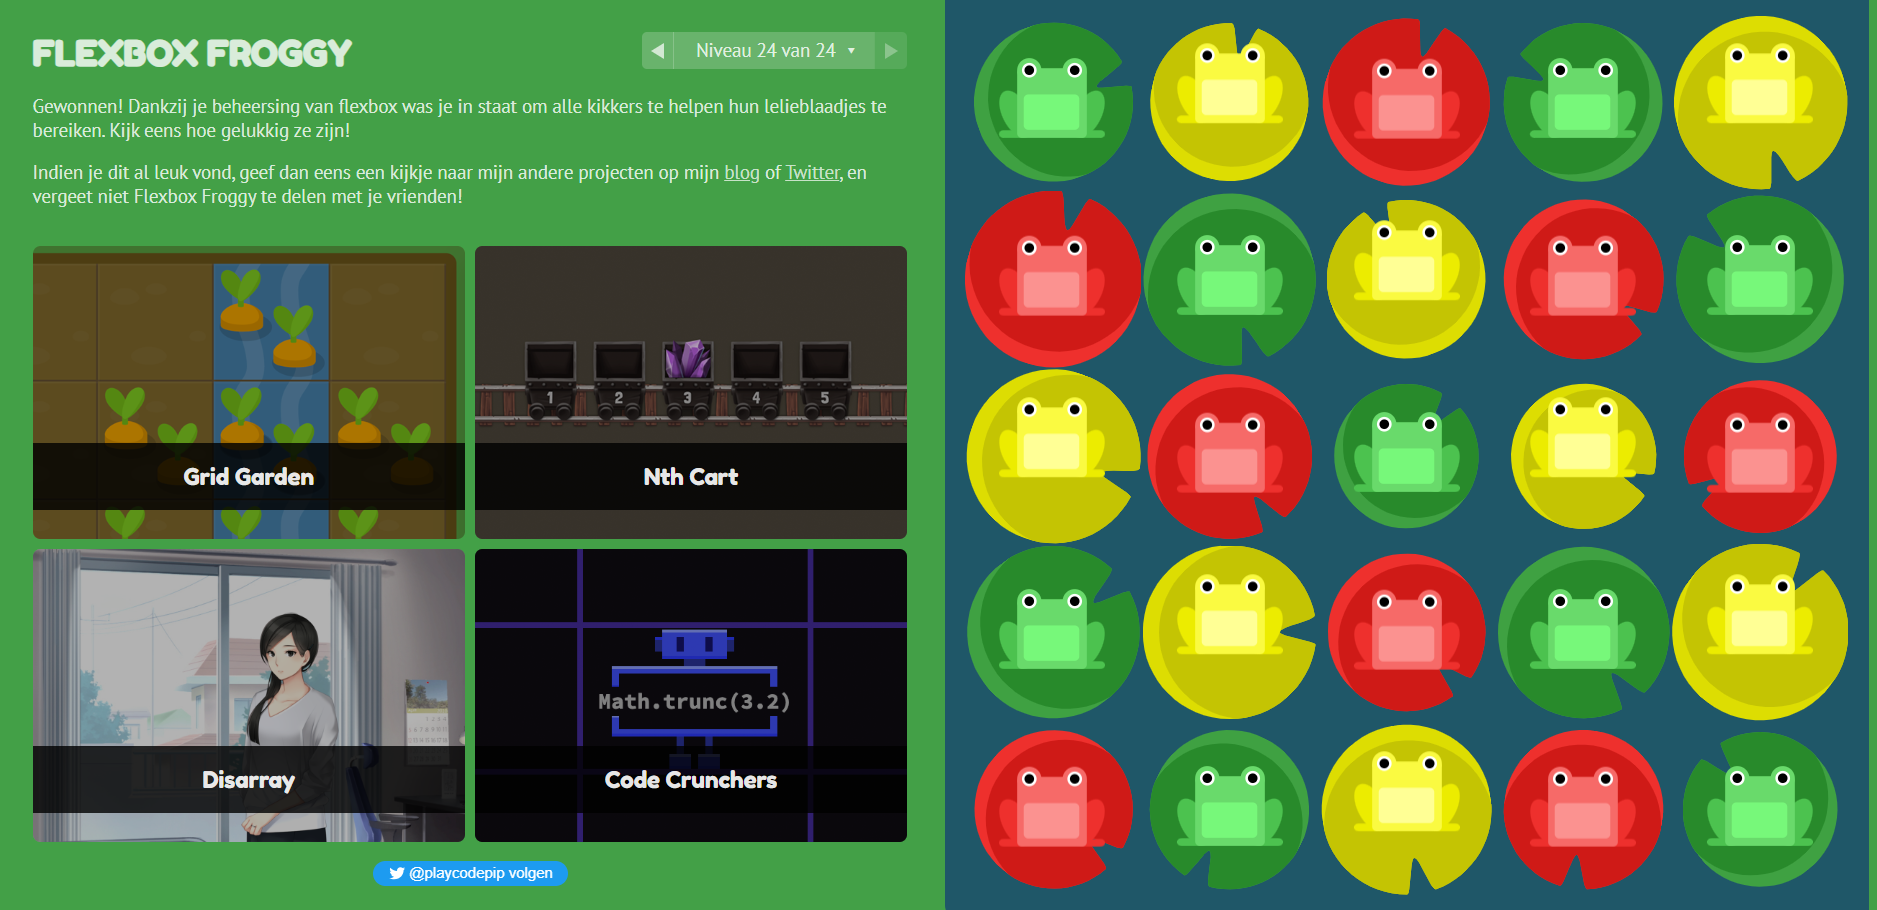 FLEXBOX FROGGY
Niveau 24 van 24
Gewonnen! Dankzij je beheersing van flexbox was je in staat om alle kikkers te helpen hun lelieblaadjes te
bereiken. Kijk eens hoe gelukkig ze zijn!
Indien je dit al leuk vond, geef dan eens een kijkje naar mijn andere projecten op mijn blog of Twitter, en
vergeet niet Flexbox Froggy te delen met je vrienden!
1 2 3 4 5
Grid Garden
Nth Cart
Math.trunc(3.2)
Disarray
Code Crunchers
@playcodepip volgen